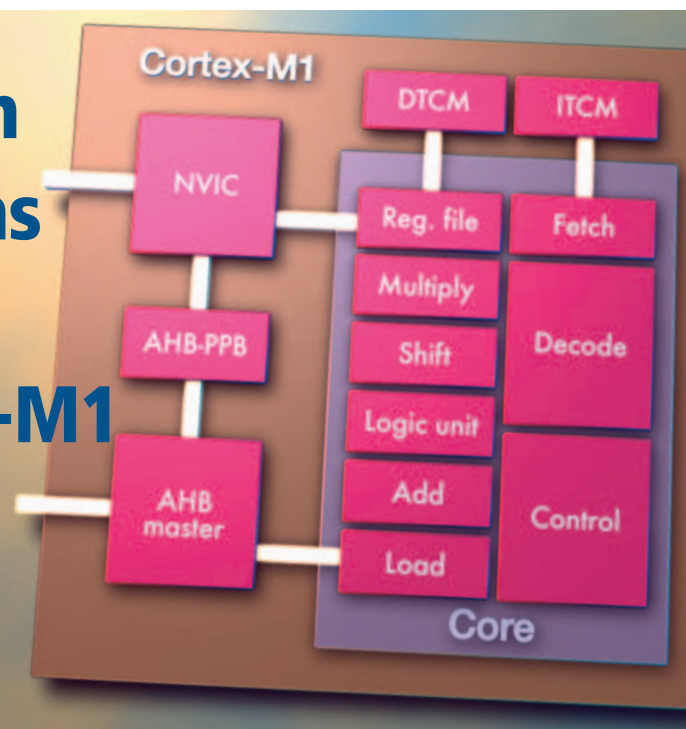 Cortex-M1
DTCM
ITCM
NVIC
Reg. file
Fetch
Multiply
AHB-PPB
Shift
Decode
-M1
Logic unit
AHB
master
Add
Control
Load
Core